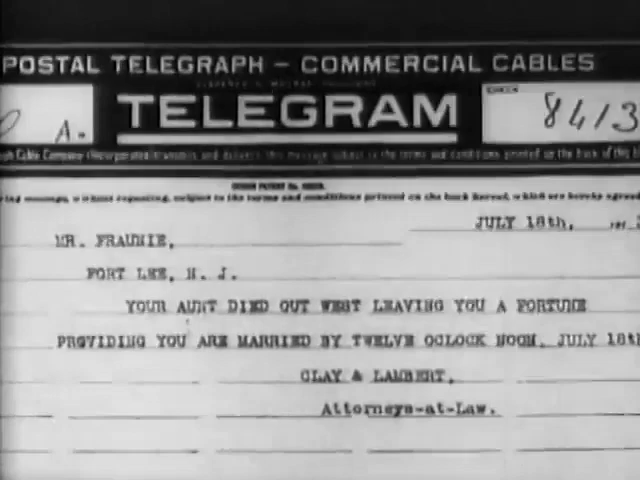 POSTAL TELEGRAPH – COMMERCIAL CABLES
TELEGRAM
A.
8413
JULY 18th,
MR. FRAUNIE,
FORT LEE, N. J.
YOUR AUNT DIED OUT WEST LEAVING YOU A FORTUNE
PROVIDING YOU ARE MARRIED BY TWELVE OCLOCK NOON, JULY 18th
CLAY & LAMBERT,
Attorneys-at-Law.